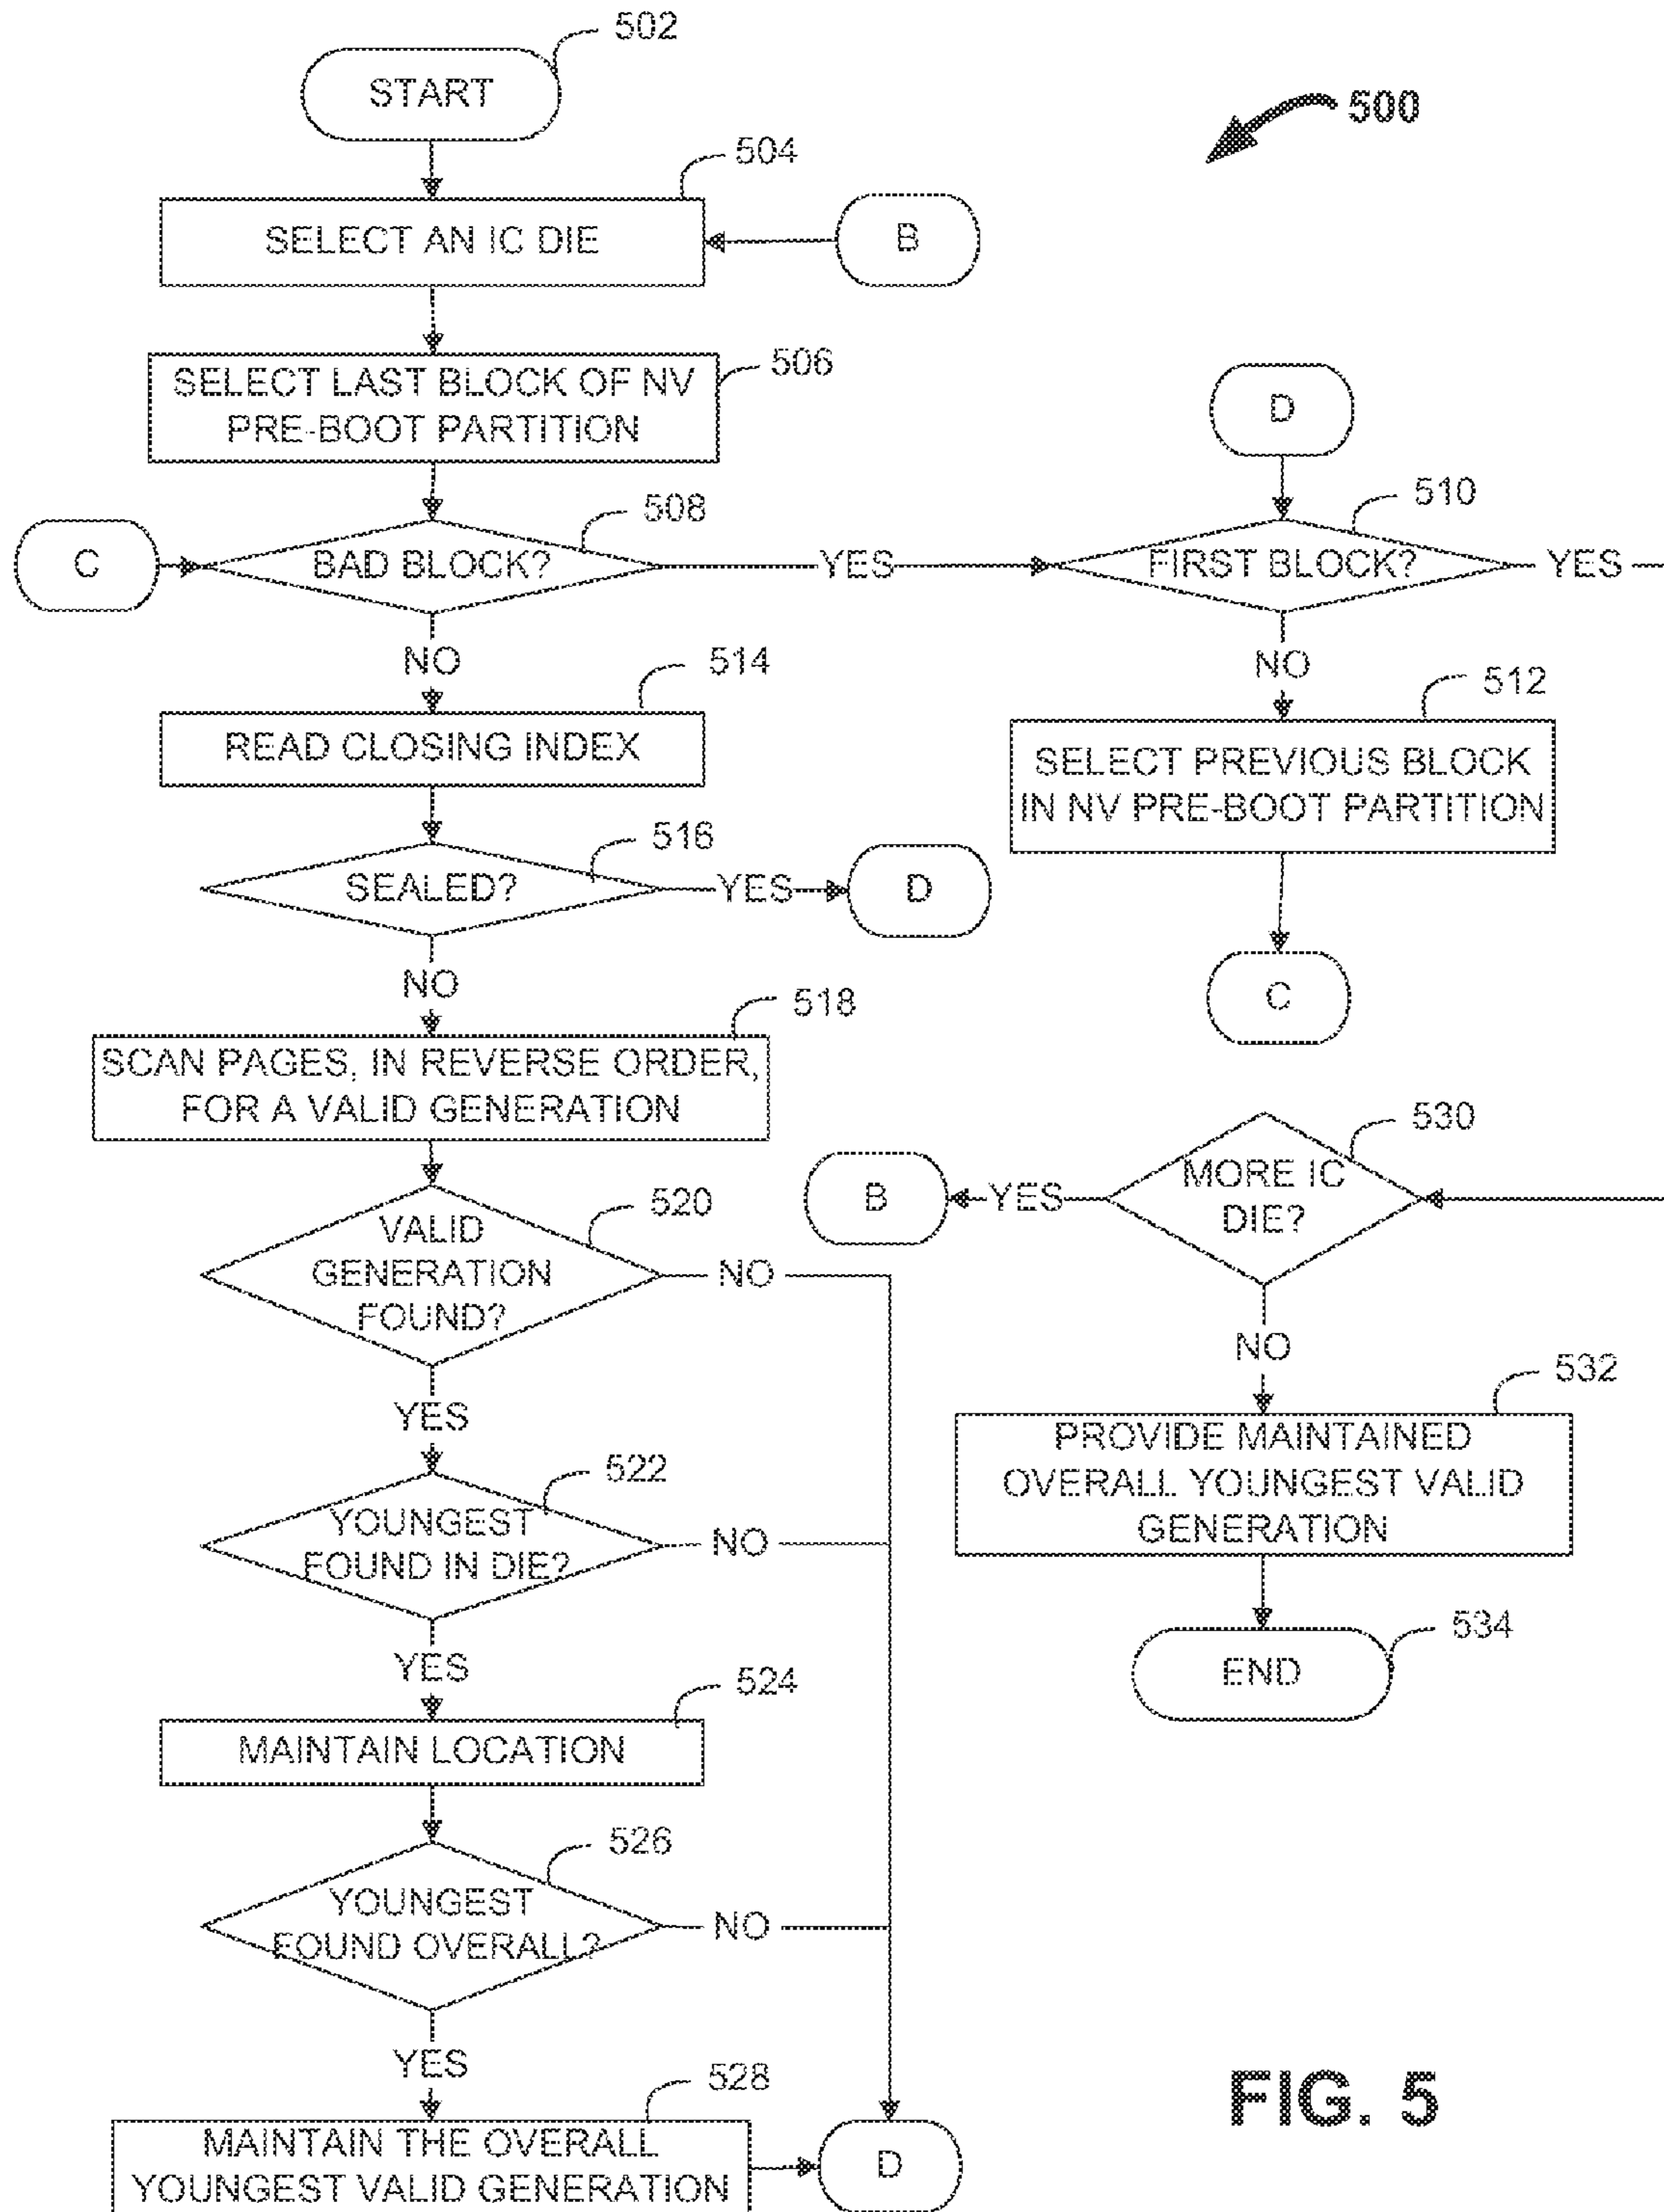 502
START
500
504
SELECT AN IC DIE
B
506
SELECT LAST BLOCK OF NV
PRE-BOOT PARTITION
D
508
510
C
BAD BLOCK?
YES
FIRST BLOCK?
YES
NO
NO
514
512
READ CLOSING INDEX
SELECT PREVIOUS BLOCK
IN NV PRE-BOOT PARTITION
516
SEALED?
YES
D
NO
C
518
SCAN PAGES, IN REVERSE ORDER,
FOR A VALID GENERATION
530
MORE IC
DIE?
B
YES
520
VALID
GENERATION
FOUND?
NO
NO
532
YES
PROVIDE MAINTAINED
OVERALL YOUNGEST VALID
GENERATION
522
YOUNGEST
FOUND IN DIE?
NO
534
END
YES
524
MAINTAIN LOCATION
526
YOUNGEST
FOUND OVERALL?
NO
YES
528
MAINTAIN THE OVERALL
YOUNGEST VALID GENERATION
D
FIG. 5